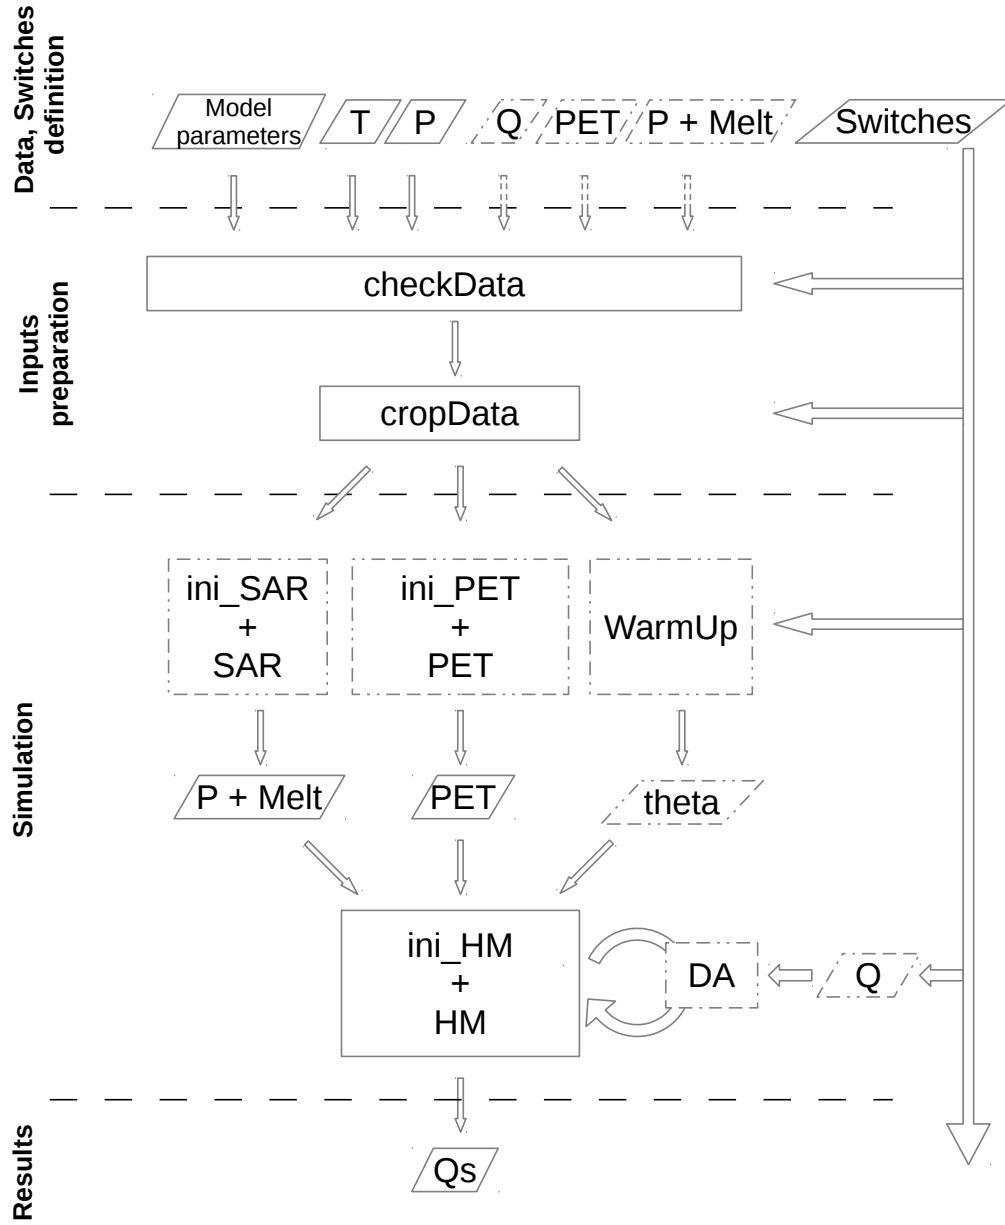 Data, Switches
definition
Model
parameters
T
P
Q
PET
P + Melt
Switches
Inputs
preparation
checkData
cropData
Simulation
ini_SAR
+
SAR
ini_PET
+
PET
WarmUp
P + Melt
PET
theta
ini_HM
+
HM
DA
Q
Results
Qs